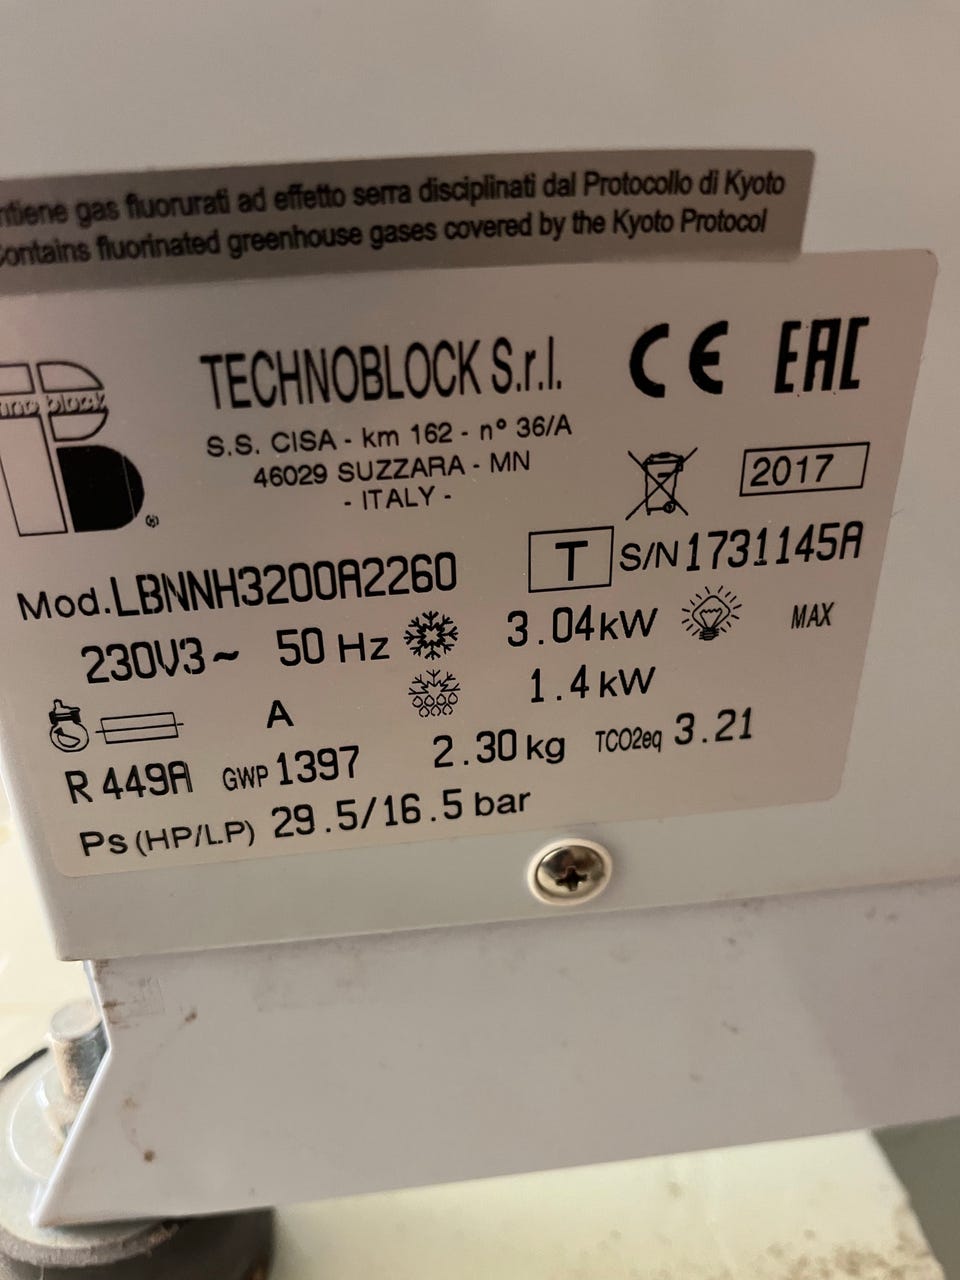 ntiene gas fluorurati ad effetto serra disciplinati dal Protocollo di Kyoto
Contains fluorinated greenhouse gases covered by the Kyoto Protocol
TECHNOBLOCK S.r.l. CE EAC
S.S. CISA - km 162 - n° 36/A
46029 SUZZARA - MN
- ITALY -
2017
Mod.LBNNH3200A2260 T S/N 1731145A
230V3~ 50 Hz 3.04kW MAX
A 1.4 kW
R 449A GWP 1397 2.30 kg TCO2eq 3.21
Ps (HP/LP) 29.5/16.5 bar